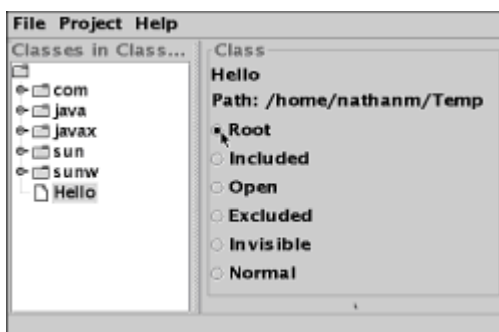 File Project Help
Classes in Class...
com
java
javax
sun
sunw
Hello
Class
Hello
Path: /home/nathanm/Temp
Root
Included
Open
Excluded
Invisible
Normal